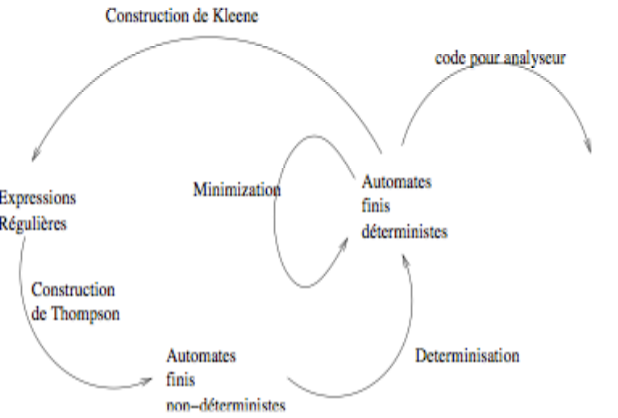 Construction de Kleene
code pour analyseur
Minimization
Automates
finis
déterministes
Expressions
Régulières
Construction
de Thompson
Automates
finis
non-déterministes
Determinisation